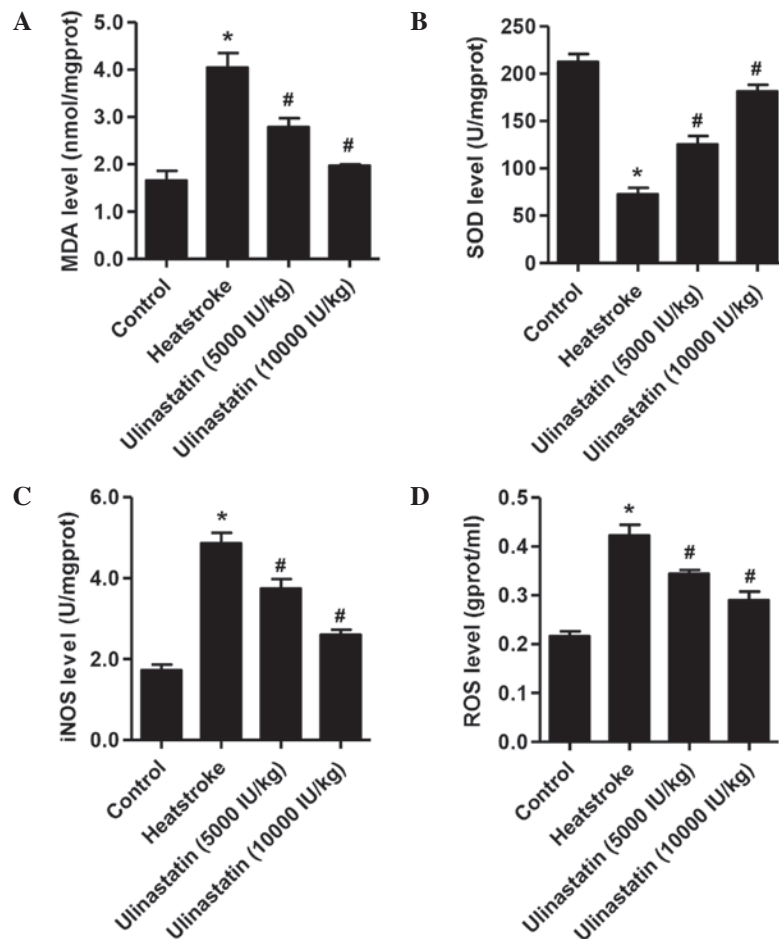 A
MDA level (nmol/mgprot)
5.0
4.0
3.0
2.0
1.0
0.0
*
#
#
Control
Heatstroke
Ulinastatin (5000 IU/kg)
Ulinastatin (10000 IU/kg)
B
SOD level (U/mgprot)
250
200
150
100
50
0
*
#
#
Control
Heatstroke
Ulinastatin (5000 IU/kg)
Ulinastatin (10000 IU/kg)
C
iNOS level (U/mgprot)
6.0
4.0
2.0
0.0
*
#
#
Control
Heatstroke
Ulinastatin (5000 IU/kg)
Ulinastatin (10000 IU/kg)
D
ROS level (gprot/ml)
0.5
0.4
0.3
0.2
0.1
0.0
*
#
#
Control
Heatstroke
Ulinastatin (5000 IU/kg)
Ulinastatin (10000 IU/kg)